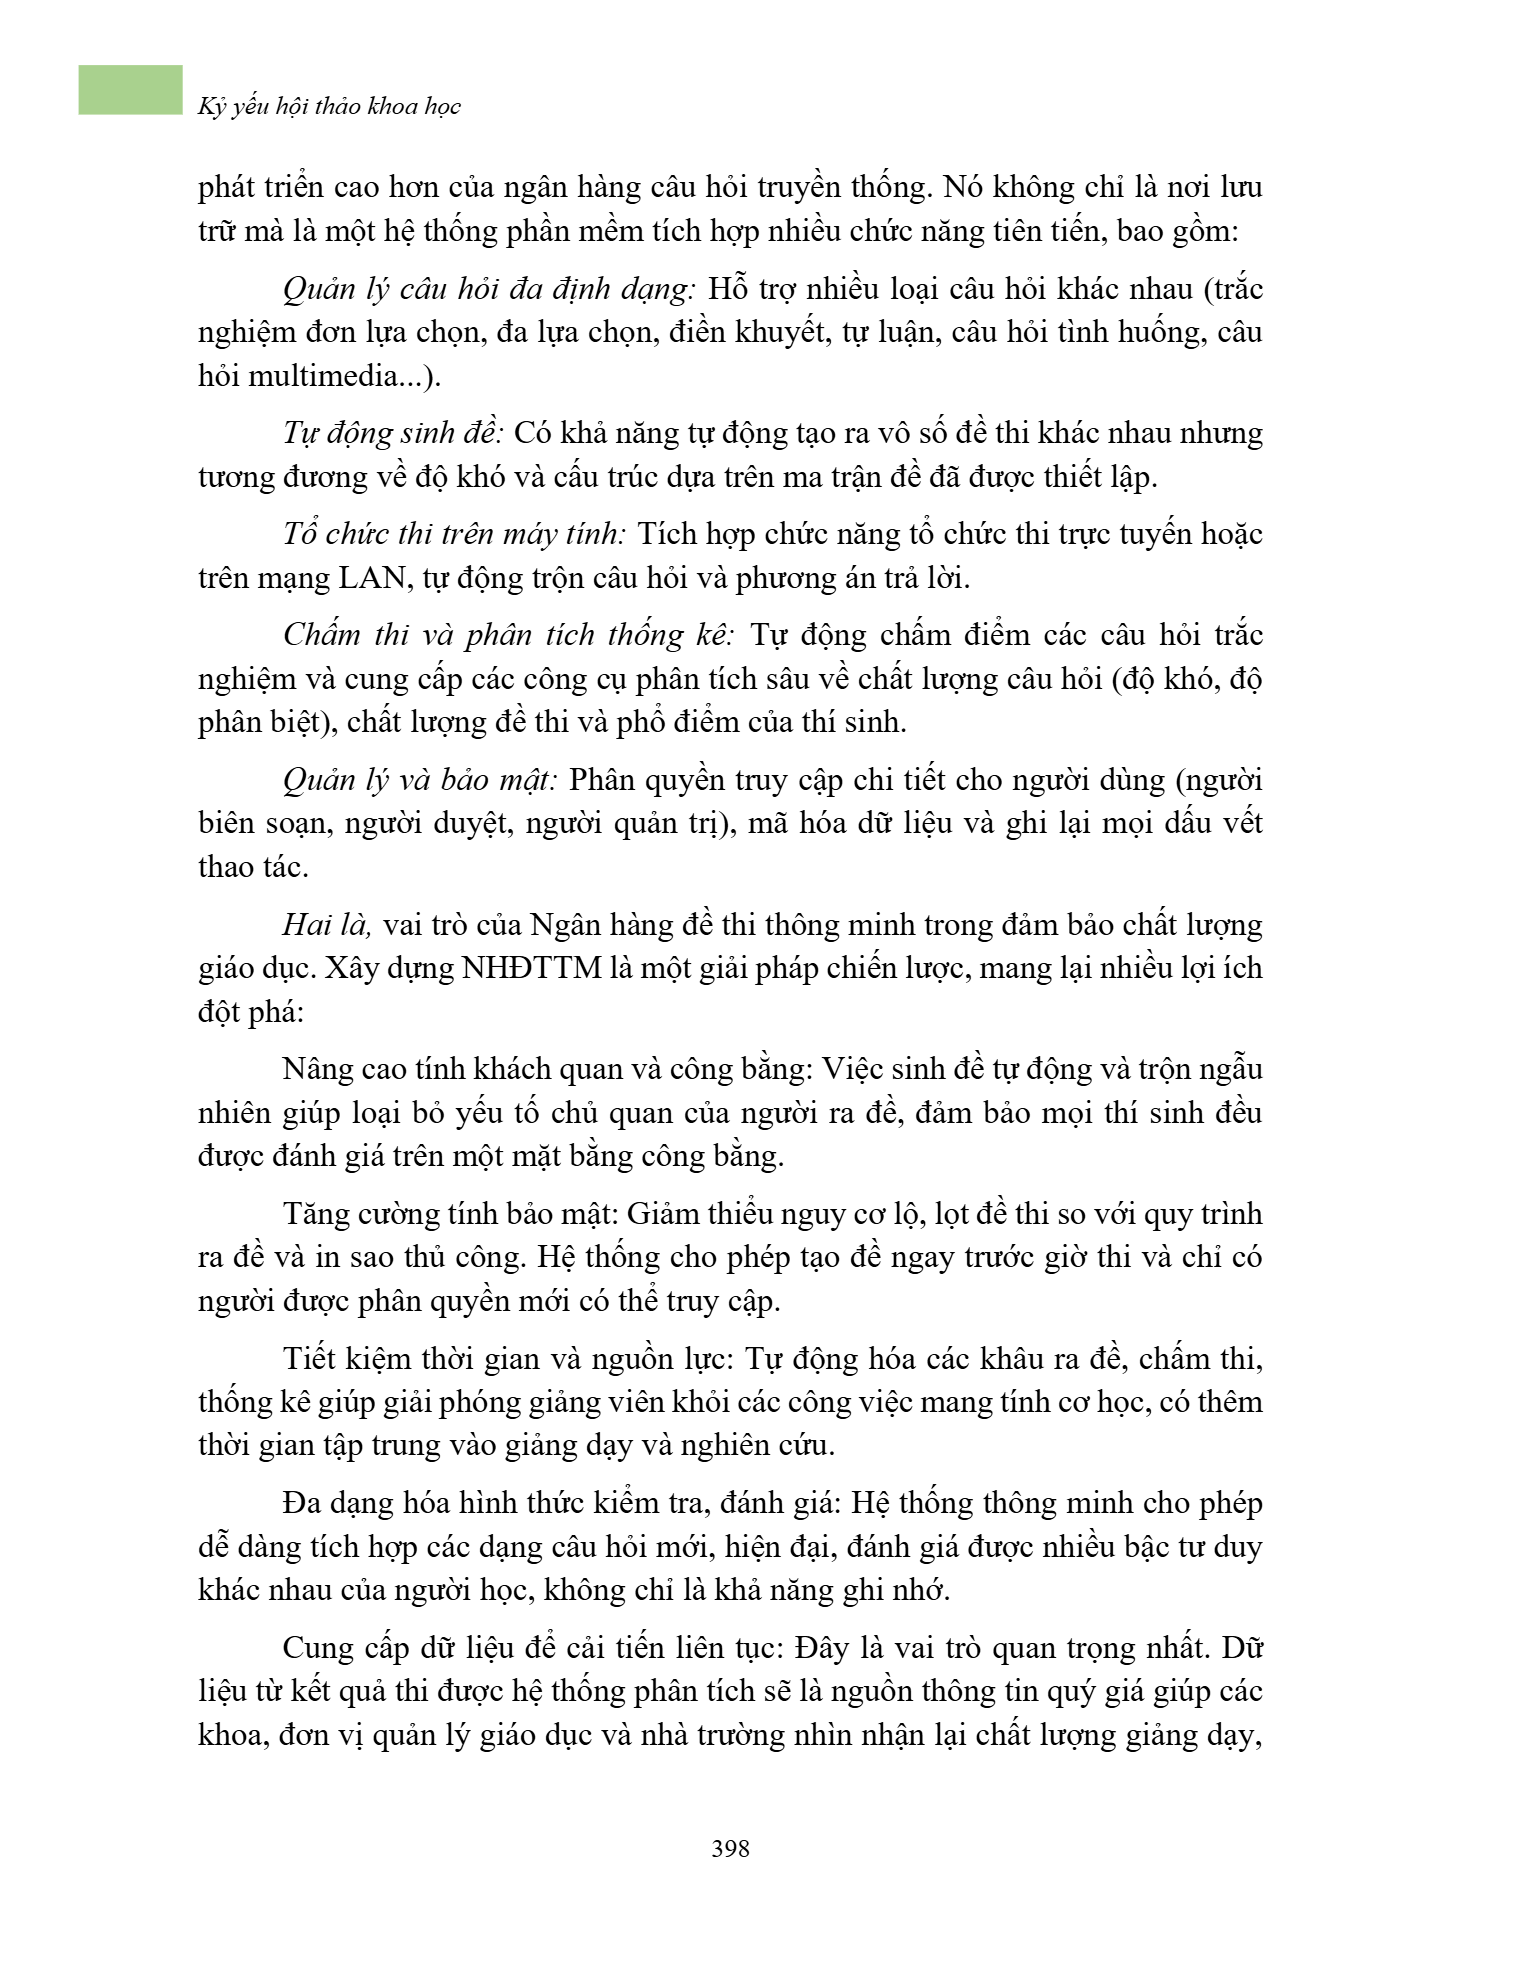 Kỷ yếu hội thảo khoa học
phát triển cao hơn của ngân hàng câu hỏi truyền thống. Nó không chỉ là nơi lưu
trữ mà là một hệ thống phần mềm tích hợp nhiều chức năng tiên tiến, bao gồm:
Quản lý câu hỏi đa định dạng: Hỗ trợ nhiều loại câu hỏi khác nhau (trắc
nghiệm đơn lựa chọn, đa lựa chọn, điền khuyết, tự luận, câu hỏi tình huống, câu
hỏi multimedia...).
Tự động sinh đề: Có khả năng tự động tạo ra vô số đề thi khác nhau nhưng
tương đương về độ khó và cấu trúc dựa trên ma trận đề đã được thiết lập.
Tổ chức thi trên máy tính: Tích hợp chức năng tổ chức thi trực tuyến hoặc
trên mạng LAN, tự động trộn câu hỏi và phương án trả lời.
Chấm thi và phân tích thống kê: Tự động chấm điểm các câu hỏi trắc
nghiệm và cung cấp các công cụ phân tích sâu về chất lượng câu hỏi (độ khó, độ
phân biệt), chất lượng đề thi và phổ điểm của thí sinh.
Quản lý và bảo mật: Phân quyền truy cập chi tiết cho người dùng (người
biên soạn, người duyệt, người quản trị), mã hóa dữ liệu và ghi lại mọi dấu vết
thao tác.
Hai là, vai trò của Ngân hàng đề thi thông minh trong đảm bảo chất lượng
giáo dục. Xây dựng NHĐTTM là một giải pháp chiến lược, mang lại nhiều lợi ích
đột phá:
Nâng cao tính khách quan và công bằng: Việc sinh đề tự động và trộn ngẫu
nhiên giúp loại bỏ yếu tố chủ quan của người ra đề, đảm bảo mọi thí sinh đều
được đánh giá trên một mặt bằng công bằng.
Tăng cường tính bảo mật: Giảm thiểu nguy cơ lộ, lọt đề thi so với quy trình
ra đề và in sao thủ công. Hệ thống cho phép tạo đề ngay trước giờ thi và chỉ có
người được phân quyền mới có thể truy cập.
Tiết kiệm thời gian và nguồn lực: Tự động hóa các khâu ra đề, chấm thi,
thống kê giúp giải phóng giảng viên khỏi các công việc mang tính cơ học, có thêm
thời gian tập trung vào giảng dạy và nghiên cứu.
Đa dạng hóa hình thức kiểm tra, đánh giá: Hệ thống thông minh cho phép
dễ dàng tích hợp các dạng câu hỏi mới, hiện đại, đánh giá được nhiều bậc tư duy
khác nhau của người học, không chỉ là khả năng ghi nhớ.
Cung cấp dữ liệu để cải tiến liên tục: Đây là vai trò quan trọng nhất. Dữ
liệu từ kết quả thi được hệ thống phân tích sẽ là nguồn thông tin quý giá giúp các
khoa, đơn vị quản lý giáo dục và nhà trường nhìn nhận lại chất lượng giảng dạy,
398